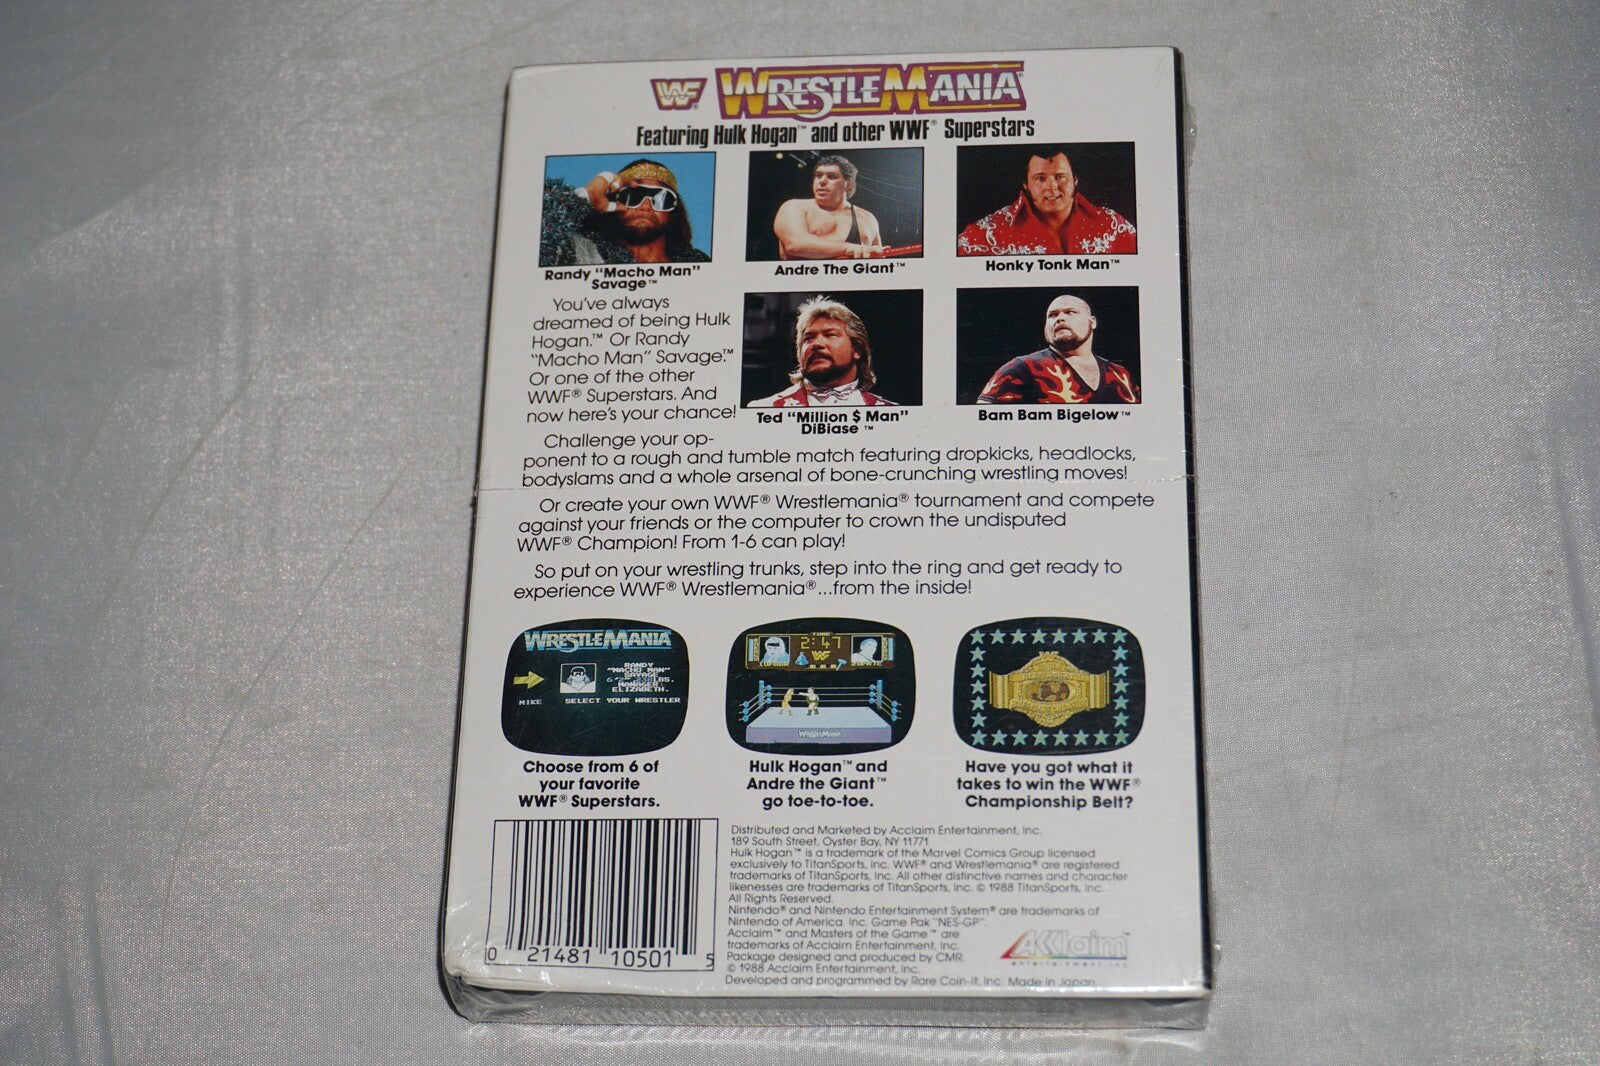 WF® WRESTLEMANIA®
Featuring Hulk Hogan™ and other WWF® Superstars
Randy "Macho Man"
Savage™
Andre The Giant™
Honky Tonk Man™
Ted "Million $ Man"
DiBiase™
Bam Bam Bigelow™
You've always
dreamed of being Hulk
Hogan.™ Or Randy
"Macho Man" Savage.™
Or one of the other
WWF® Superstars. And
now here's your chance!
Challenge your op-
ponent to a rough and tumble match featuring dropkicks, headlocks,
bodyslams and a whole arsenal of bone-crunching wrestling moves!
Or create your own WWF® Wrestlemania® tournament and compete
against your friends or the computer to crown the undisputed
WWF® Champion! From 1-6 can play!
So put on your wrestling trunks, step into the ring and get ready to
experience WWF® Wrestlemania®...from the inside!
WRESTLEMANIA
RANDY
"MACHO MAN"
SAVAGE
LBS.
MANAGER:
ELIZABETH.
MIKE SELECT YOUR WRESTLER
TIME
2:47
WF
WRESTLEMANIA
Choose from 6 of
your favorite
WWF® Superstars.
Hulk Hogan™ and
Andre the Giant™
go toe-to-toe.
Have you got what it
takes to win the WWF®
Championship Belt?
0 21481 10501 5
Distributed and Marketed by Acclaim Entertainment, Inc.
189 South Street, Oyster Bay, NY 11771
Hulk Hogan™ is a trademark of the Marvel Comics Group licensed
exclusively to TitanSports, Inc. WWF® and Wrestlemania® are registered
trademarks of TitanSports, Inc. All other distinctive names and character
likenesses are trademarks of TitanSports, Inc. © 1988 TitanSports, Inc.
All Rights Reserved.
Nintendo® and Nintendo Entertainment System® are trademarks of
Nintendo of America Inc. Game Pak "NES-GP".
Acclaim™ and Masters of the Game™ are
trademarks of Acclaim Entertainment, Inc.
Package designed and produced by CMR.
© 1988 Acclaim Entertainment, Inc.
Developed and programmed by Rare Coin-It, Inc. Made in Japan
AKKlaim™
entertainment inc.